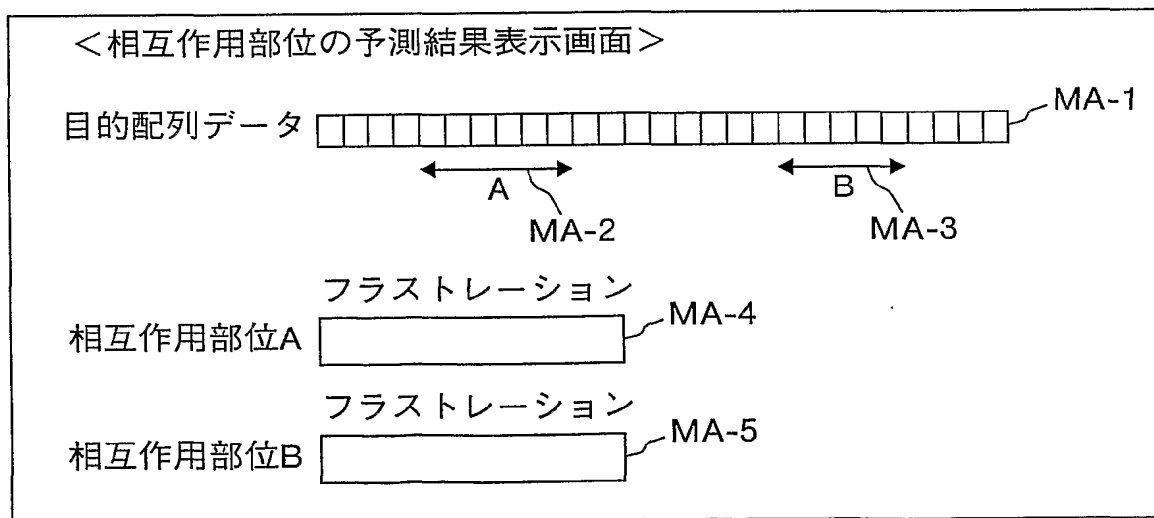 ＜相互作用部位の予測結果表示画面＞
目的配列データ MA-1
A B
MA-2 MA-3
フラストレーション
相互作用部位A MA-4
フラストレーション
相互作用部位B MA-5